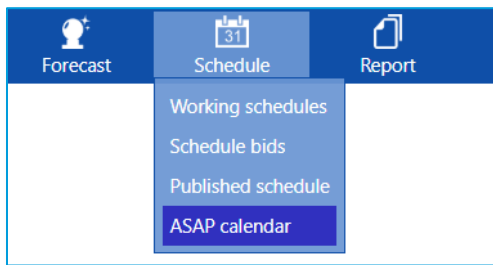 31
Forecast Schedule Report
Working schedules
Schedule bids
Published schedule
ASAP calendar